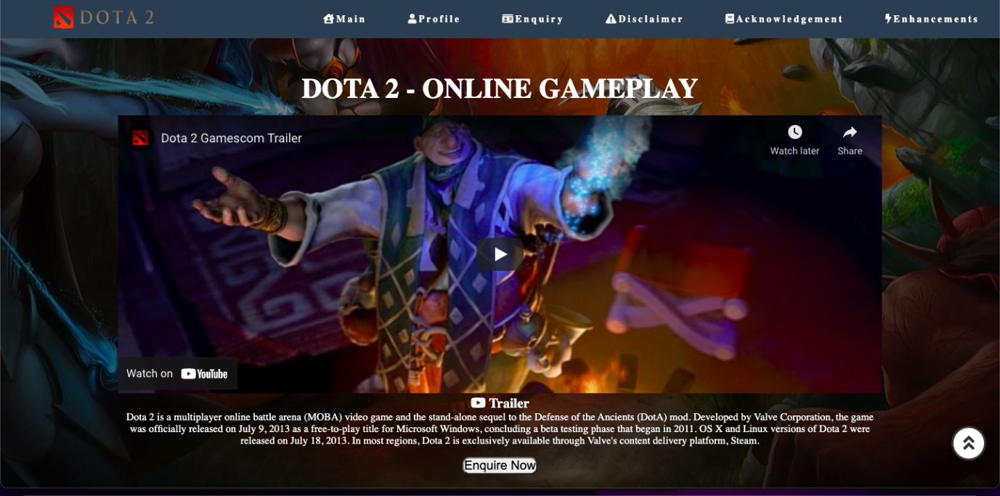 DOTA 2
Main Profile Enquiry Disclaimer Acknowledgement Enhancements
DOTA 2 - ONLINE GAMEPLAY
Dota 2 Gamescom Trailer
Watch later Share
Watch on YouTube
Trailer
Dota 2 is a multiplayer online battle arena (MOBA) video game and the stand-alone sequel to the Defense of the Ancients (DotA) mod. Developed by Valve Corporation, the game
was officially released on July 9, 2013 as a free-to-play title for Microsoft Windows, concluding a beta testing phase that began in 2011. OS X and Linux versions of Dota 2 were
released on July 18, 2013. In most regions, Dota 2 is exclusively available through Valve's content delivery platform, Steam.
Enquire Now